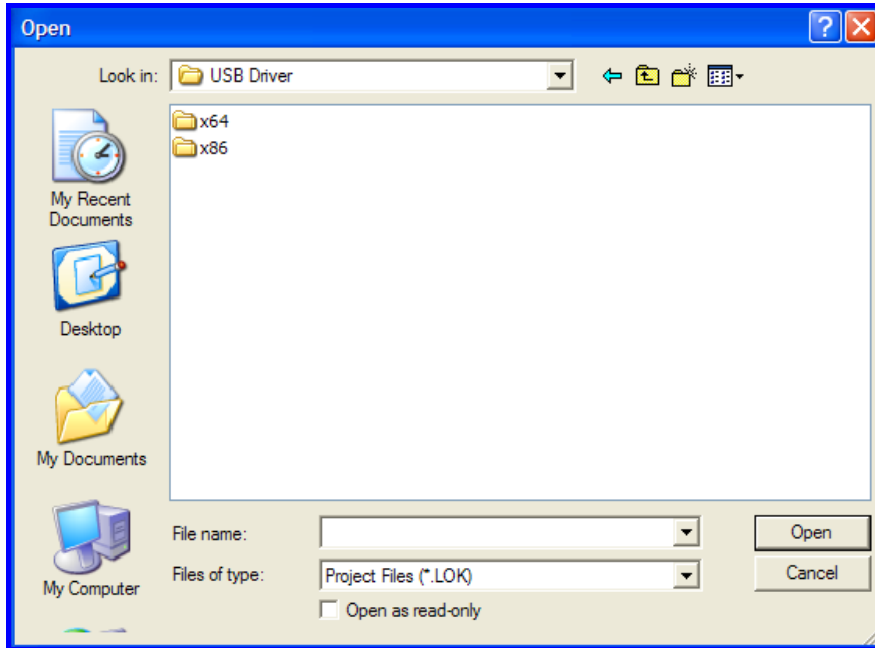 Open
Look in: USB Driver
x64
x86
My Recent
Documents
Desktop
My Documents
My Computer
File name: Open
Files of type: Project Files (*.LOK) Cancel
Open as read-only